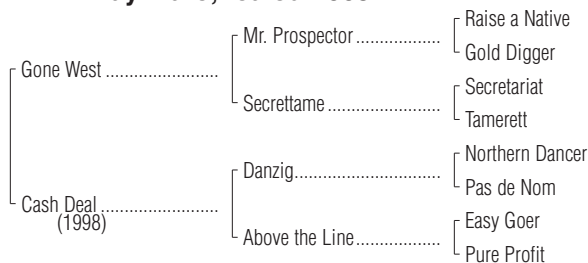 Raise a Native
Mr. Prospector
Gold Digger
Gone West
Secretariat
Secrettame
Tamerett
Northern Dancer
Danzig
Pas de Nom
Cash Deal
(1998)
Easy Goer
Above the Line
Pure Profit